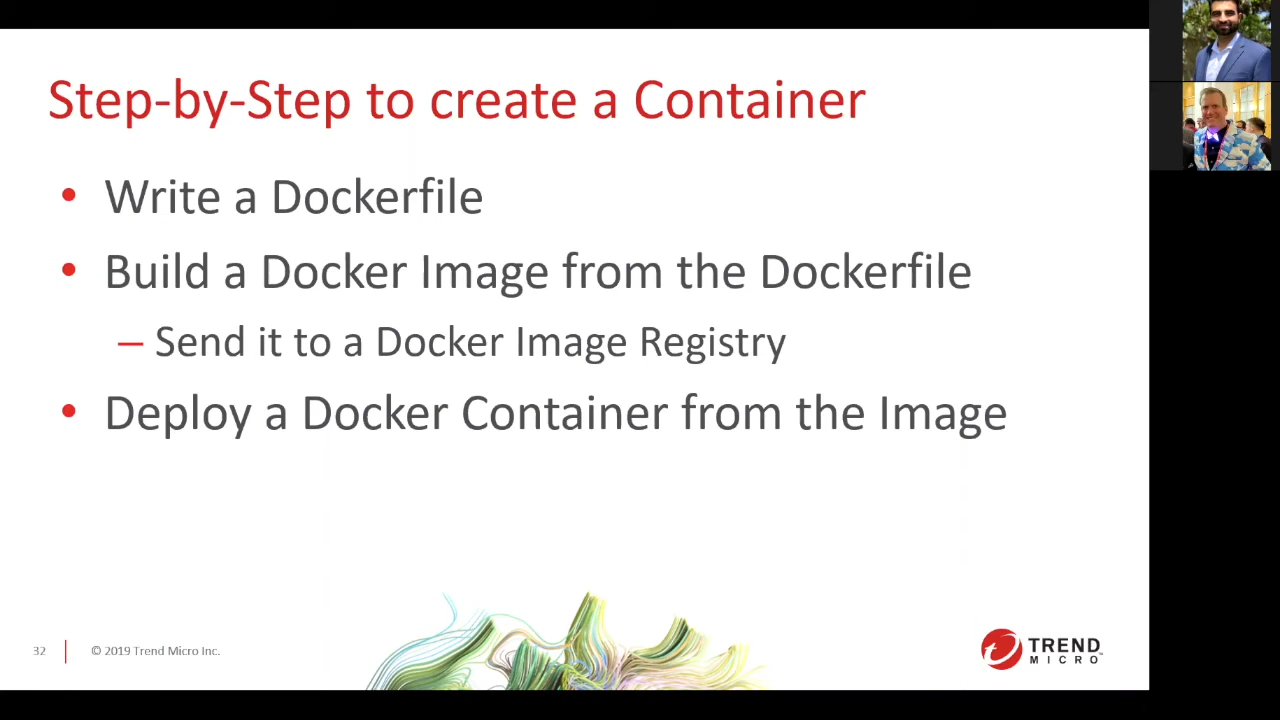 Step-by-Step to create a Container
• Write a Dockerfile
• Build a Docker Image from the Dockerfile
– Send it to a Docker Image Registry
• Deploy a Docker Container from the Image
32
© 2019 Trend Micro Inc.
TREND
MICRO™